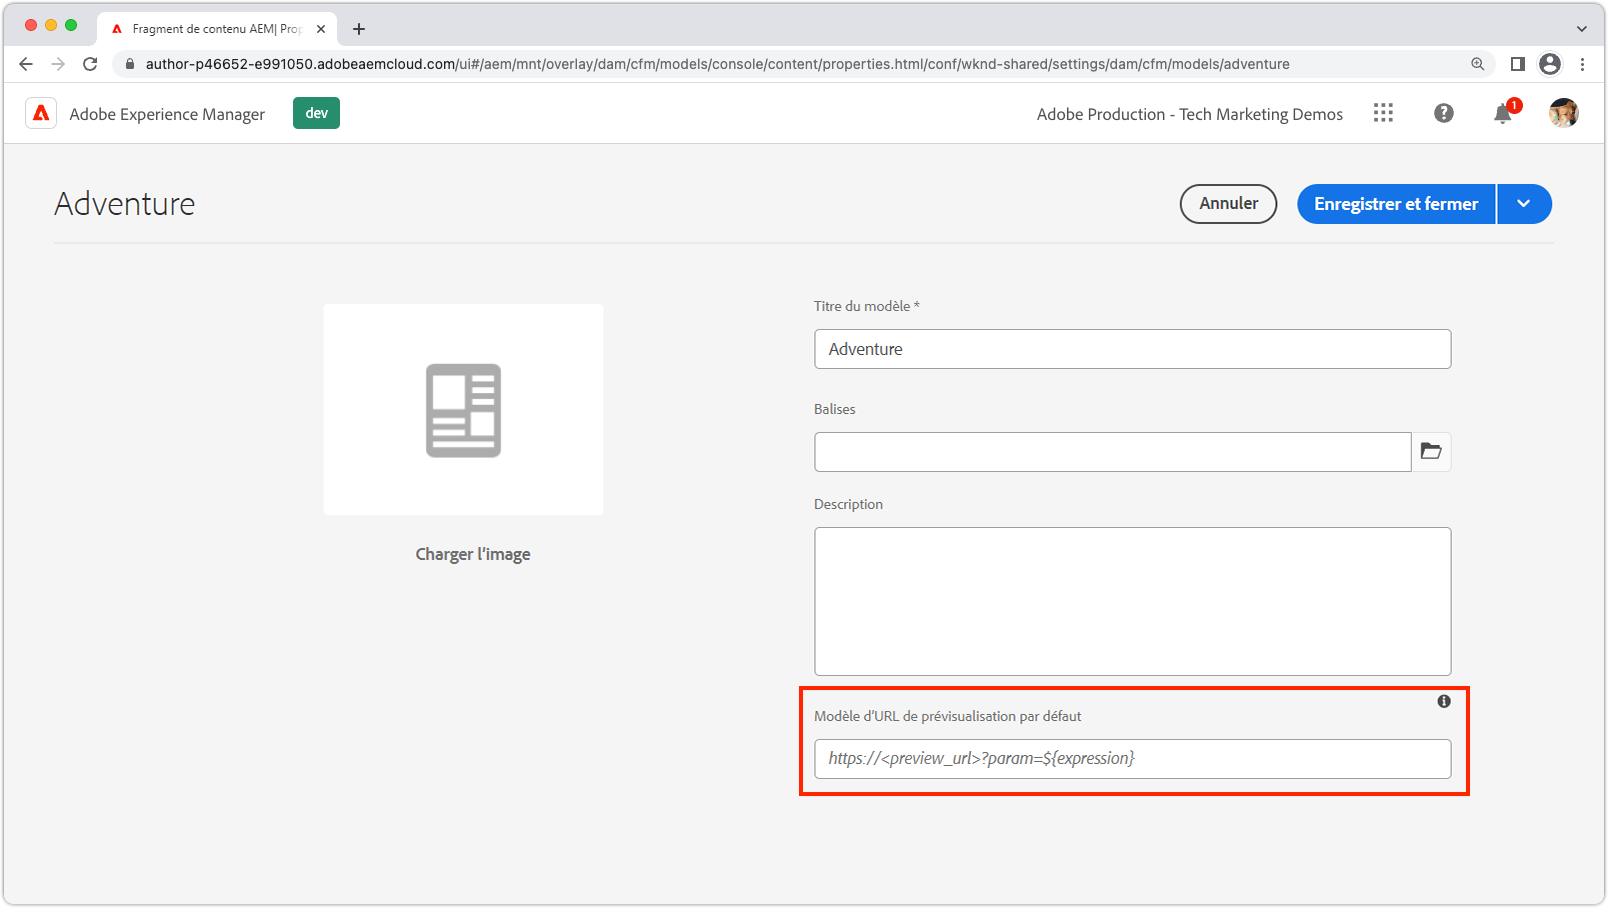 Fragment de contenu AEM| Prop
author-p46652-e991050.adobeaemcloud.com/ui#/aem/mnt/overlay/dam/cfm/models/console/content/properties.html/conf/wknd-shared/settings/dam/cfm/models/adventure
Adobe Experience Manager dev Adobe Production - Tech Marketing Demos 1
Adventure Annuler Enregistrer et fermer
Titre du modèle *
Adventure
Balises
Description
Charger l'image
Modèle d'URL de prévisualisation par défaut
https://<preview_url>?param=${expression}